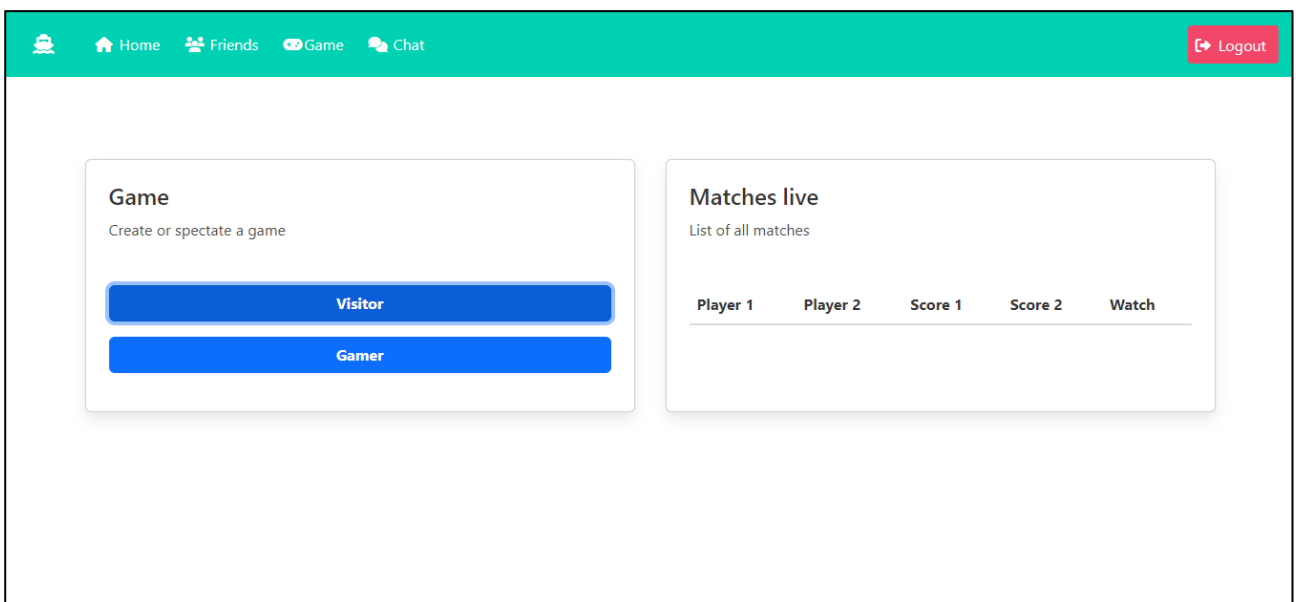 Home Friends Game Chat Logout
Game
Create or spectate a game
Visitor
Gamer
Matches live
List of all matches
Player 1 Player 2 Score 1 Score 2 Watch